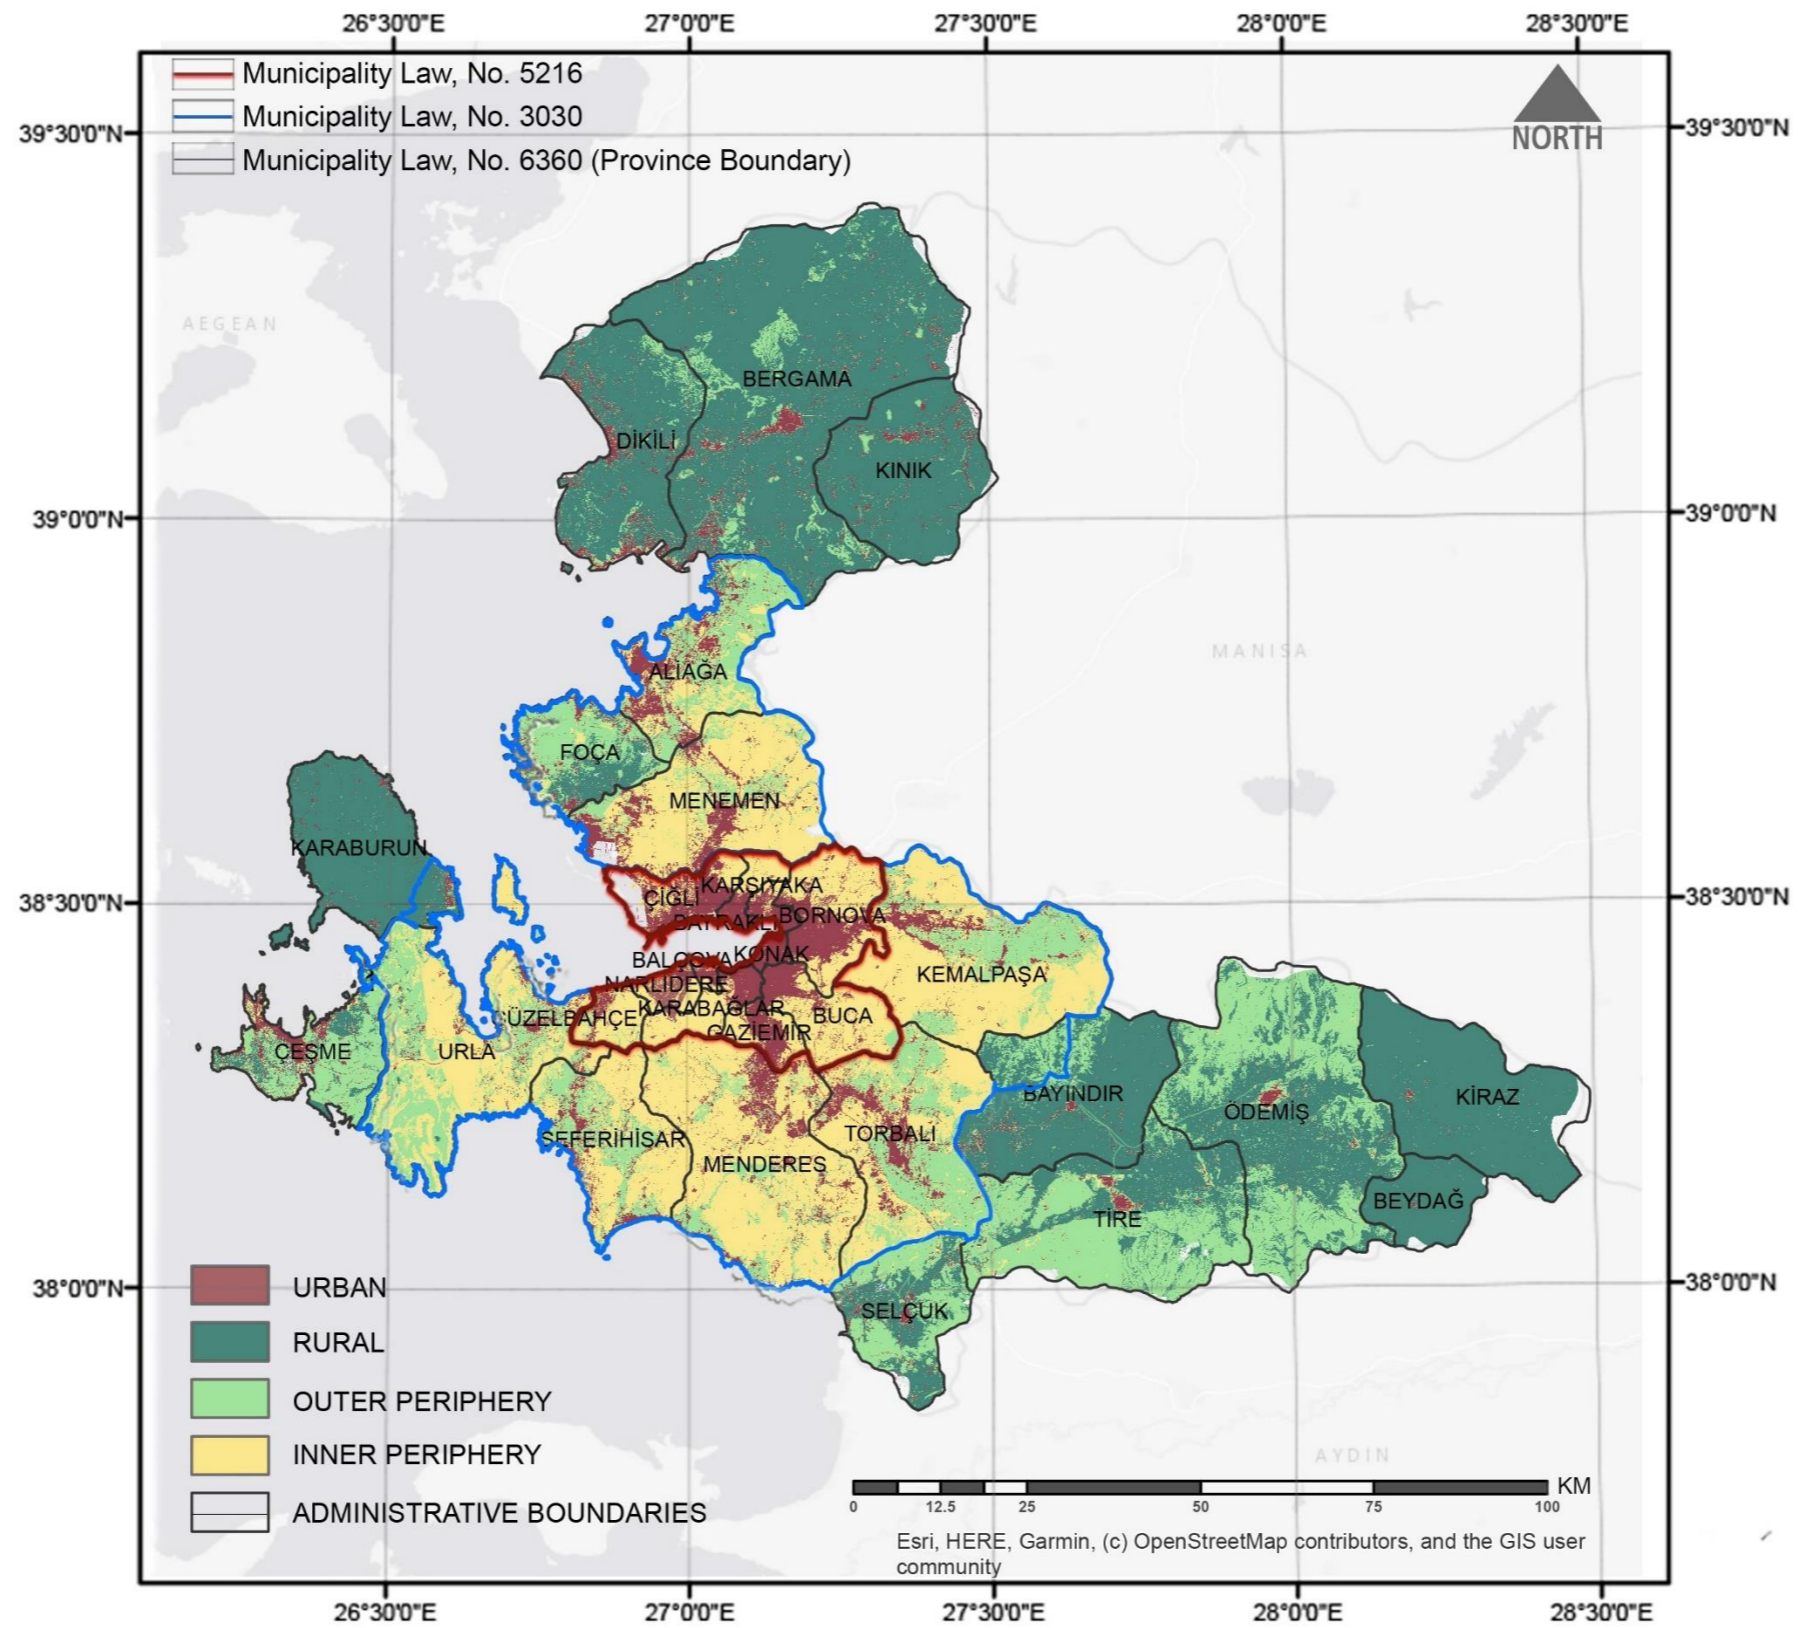 26°30'0"E 27°0'0"E 27°30'0"E 28°0'0"E 28°30'0"E
Municipality Law, No. 5216
Municipality Law, No. 3030
Municipality Law, No. 6360 (Province Boundary)
NORTH
39°30'0"N 39°30'0"N
AEGEAN
BERGAMA
DİKİLİ
KINIK
39°0'0"N 39°0'0"N
MANISA
ALİAĞA
FOÇA
MENEMEN
KARABURUN
KARŞIYAKA
ÇİĞLİ
38°30'0"N 38°30'0"N
BAYRAKLI BORNOVA
BALÇOVA KONAK
KEMALPAŞA
NARLIDERE
KARABAĞLAR
GÜZELBAHÇE BUCA
GAZİEMİR
ÇEŞME URLA
BAYINDIR
KİRAZ
ÖDEMİŞ
SEFERİHİSAR TORBALI
MENDERES
BEYDAĞ
TİRE
38°0'0"N 38°0'0"N
SELÇUK
URBAN
RURAL
OUTER PERIPHERY
INNER PERIPHERY
ADMINISTRATIVE BOUNDARIES
AYDIN
KM
0 12.5 25 50 75 100
Esri, HERE, Garmin, (c) OpenStreetMap contributors, and the GIS user
community
26°30'0"E 27°0'0"E 27°30'0"E 28°0'0"E 28°30'0"E